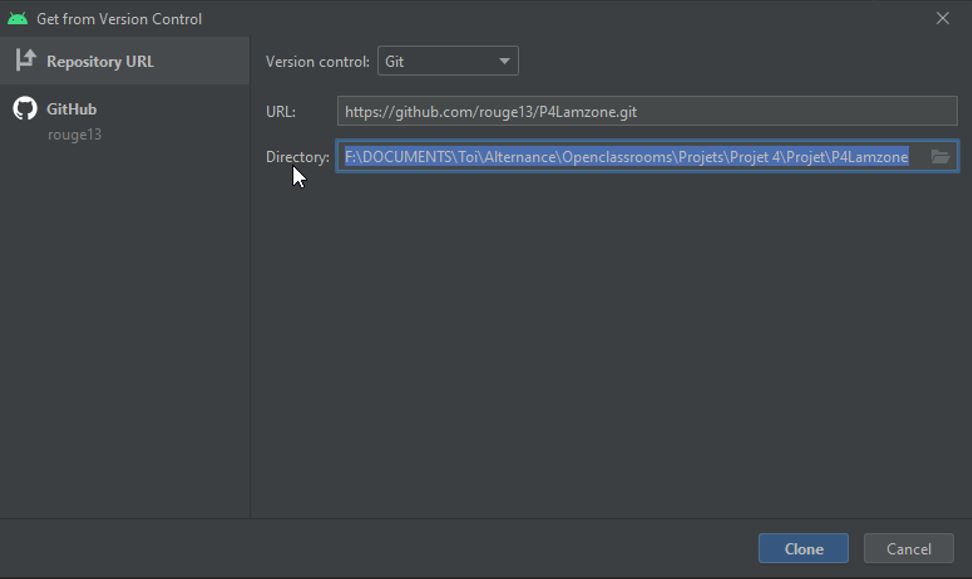 Get from Version Control
Repository URL
GitHub
rouge13
Version control: Git
URL: https://github.com/rouge13/P4Lamzone.git
Directory: F:\DOCUMENTS\Toi\Alternance\Openclassrooms\Projets\Projet 4\Projet\P4Lamzone
Clone Cancel